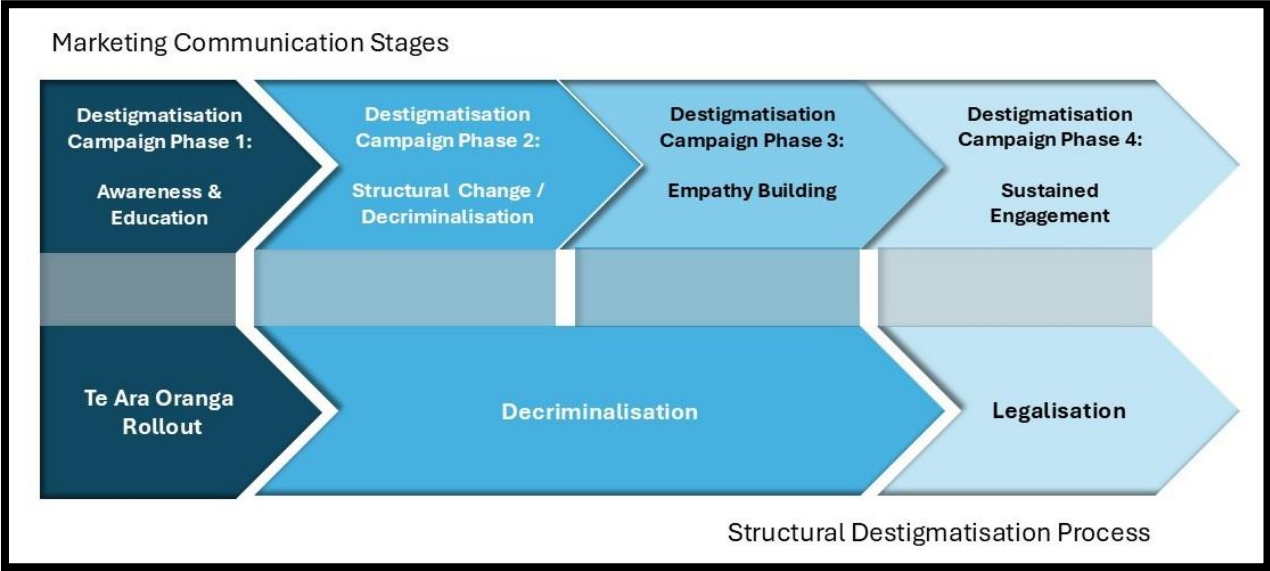 Marketing Communication Stages
Destigmatisation
Campaign Phase 1:
Awareness &
Education
Destigmatisation
Campaign Phase 2:
Structural Change /
Decriminalisation
Destigmatisation
Campaign Phase 3:
Empathy Building
Destigmatisation
Campaign Phase 4:
Sustained
Engagement
Te Ara Oranga
Rollout
Decriminalisation
Legalisation
Structural Destigmatisation Process